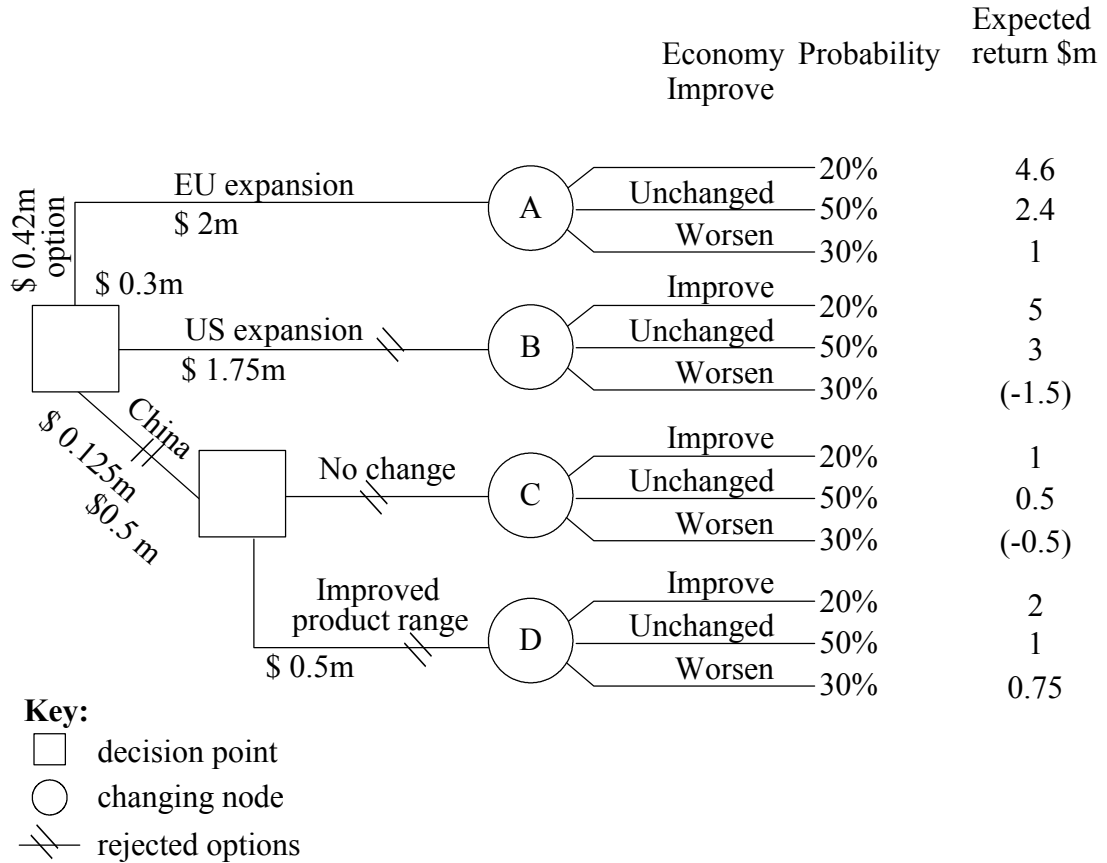 Expected
Economy Probability return $m
Improve
$ 0.42m
option
EU expansion
$ 2m
A
20% 4.6
Unchanged 50% 2.4
Worsen 30% 1
$ 0.3m
US expansion
$ 1.75m
B
Improve 20% 5
Unchanged 50% 3
Worsen 30% (-1.5)
China
$ 0.125m
$0.5 m
No change
C
Improve 20% 1
Unchanged 50% 0.5
Worsen 30% (-0.5)
Improved
product range
$ 0.5m
D
Improve 20% 2
Unchanged 50% 1
Worsen 30% 0.75
Key:
decision point
changing node
rejected options